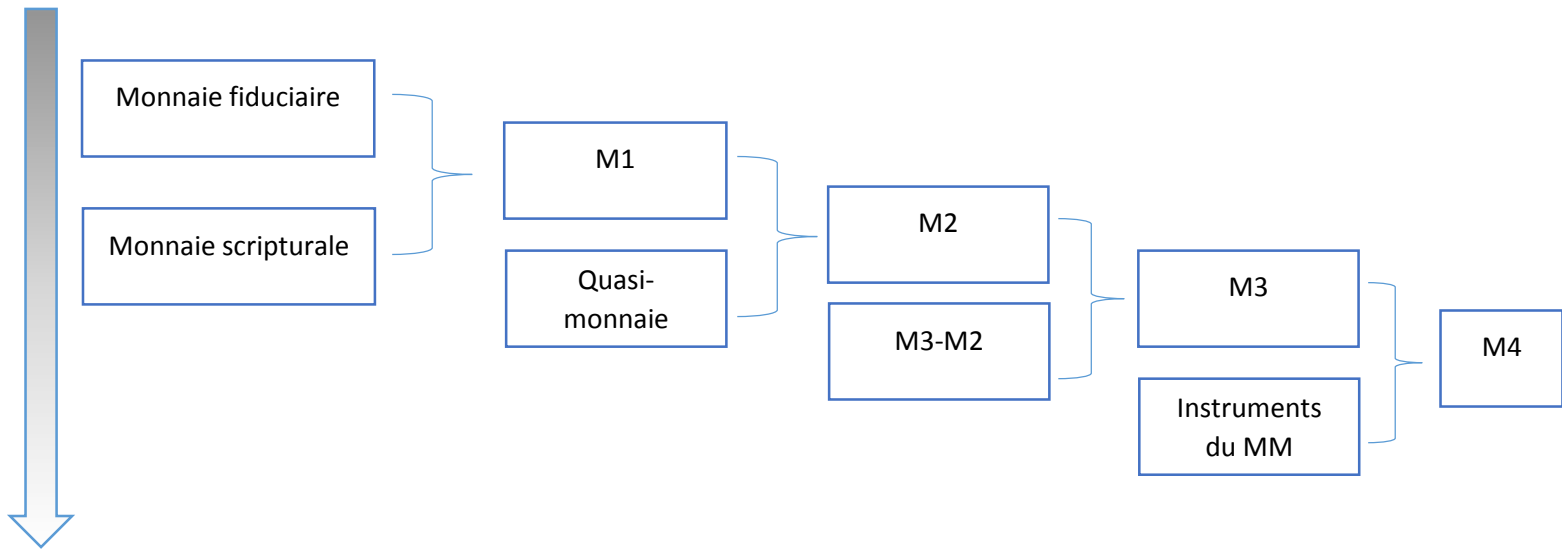 Monnaie fiduciaire
Monnaie scripturale
M1
Quasi-
monnaie
M2
M3-M2
M3
Instruments
du MM
M4